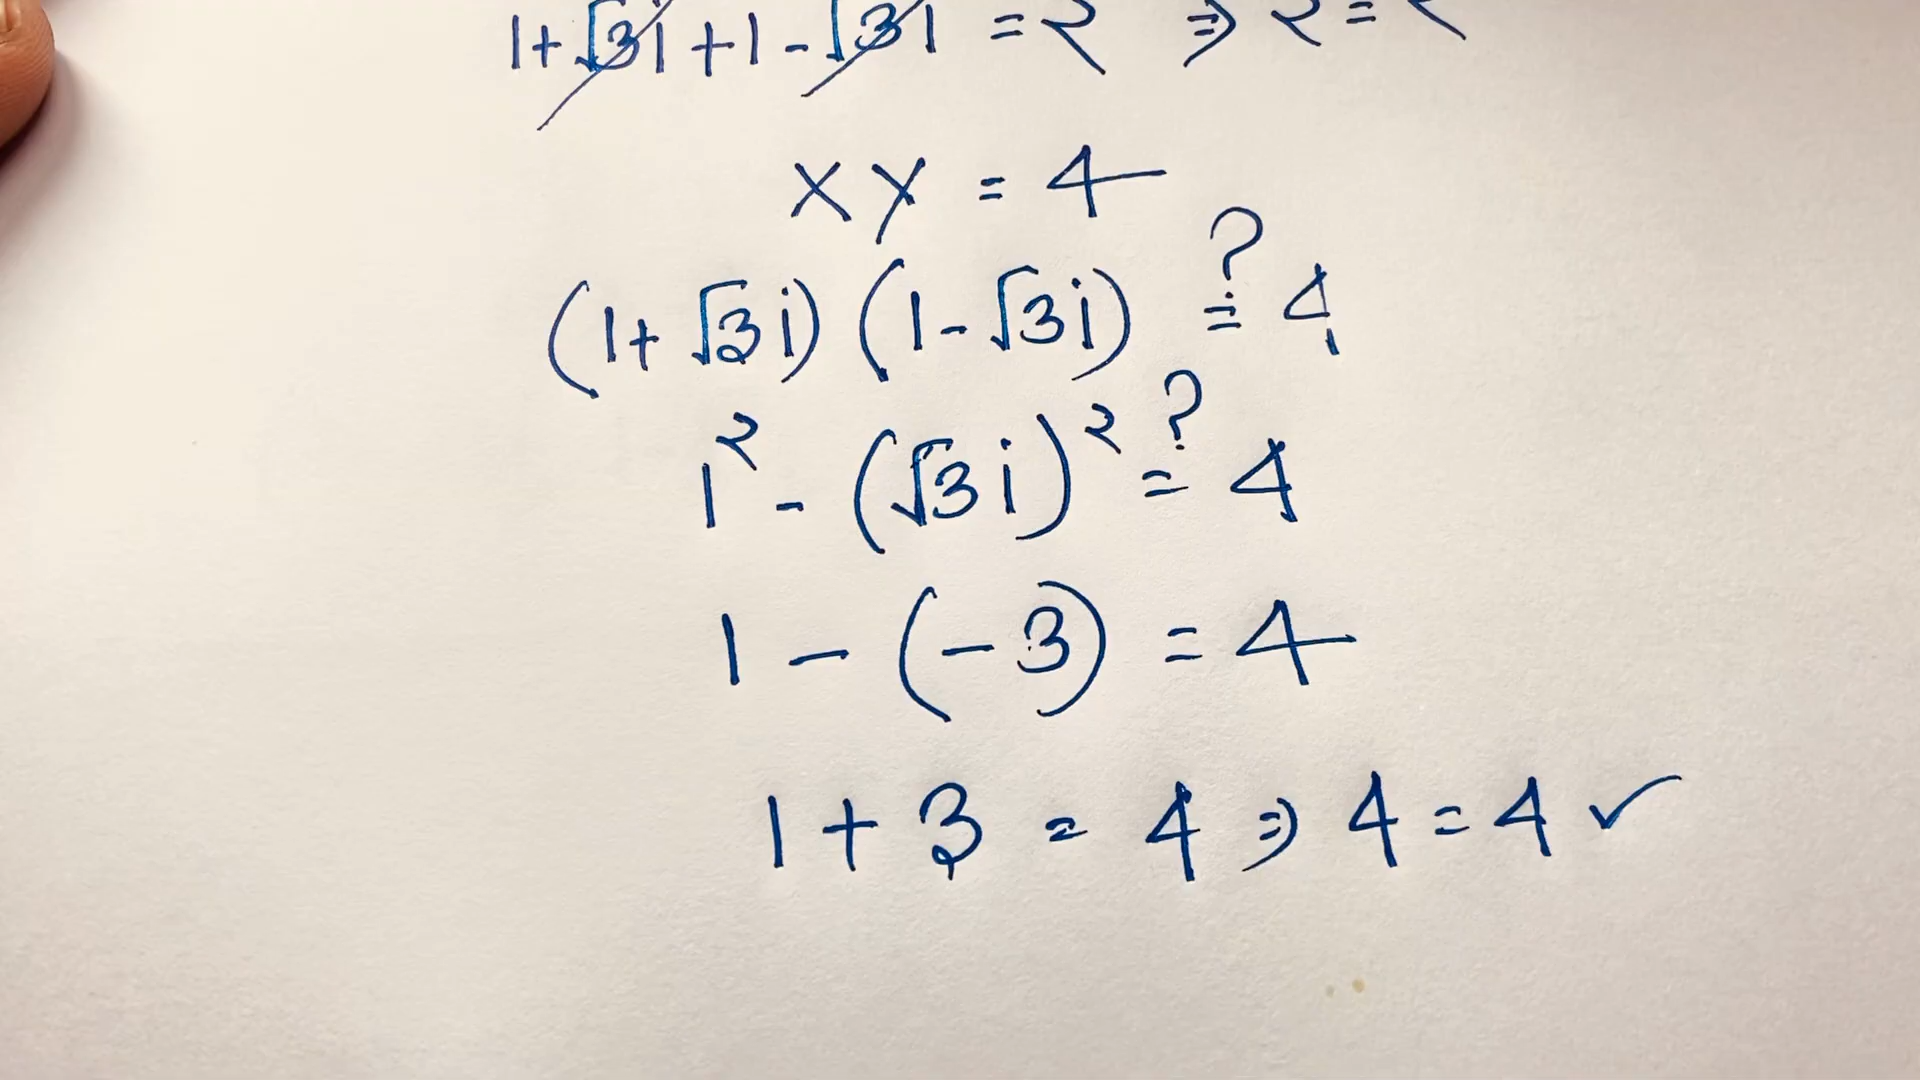 1+√3i+1-√3i = 2 ⇒ 2 = 2
xy = 4
(1+√3i)(1-√3i) ≟ 4
1² - (√3i)² ≟ 4
1 - (-3) = 4
1 + 3 = 4 ⇒ 4 = 4 ✓